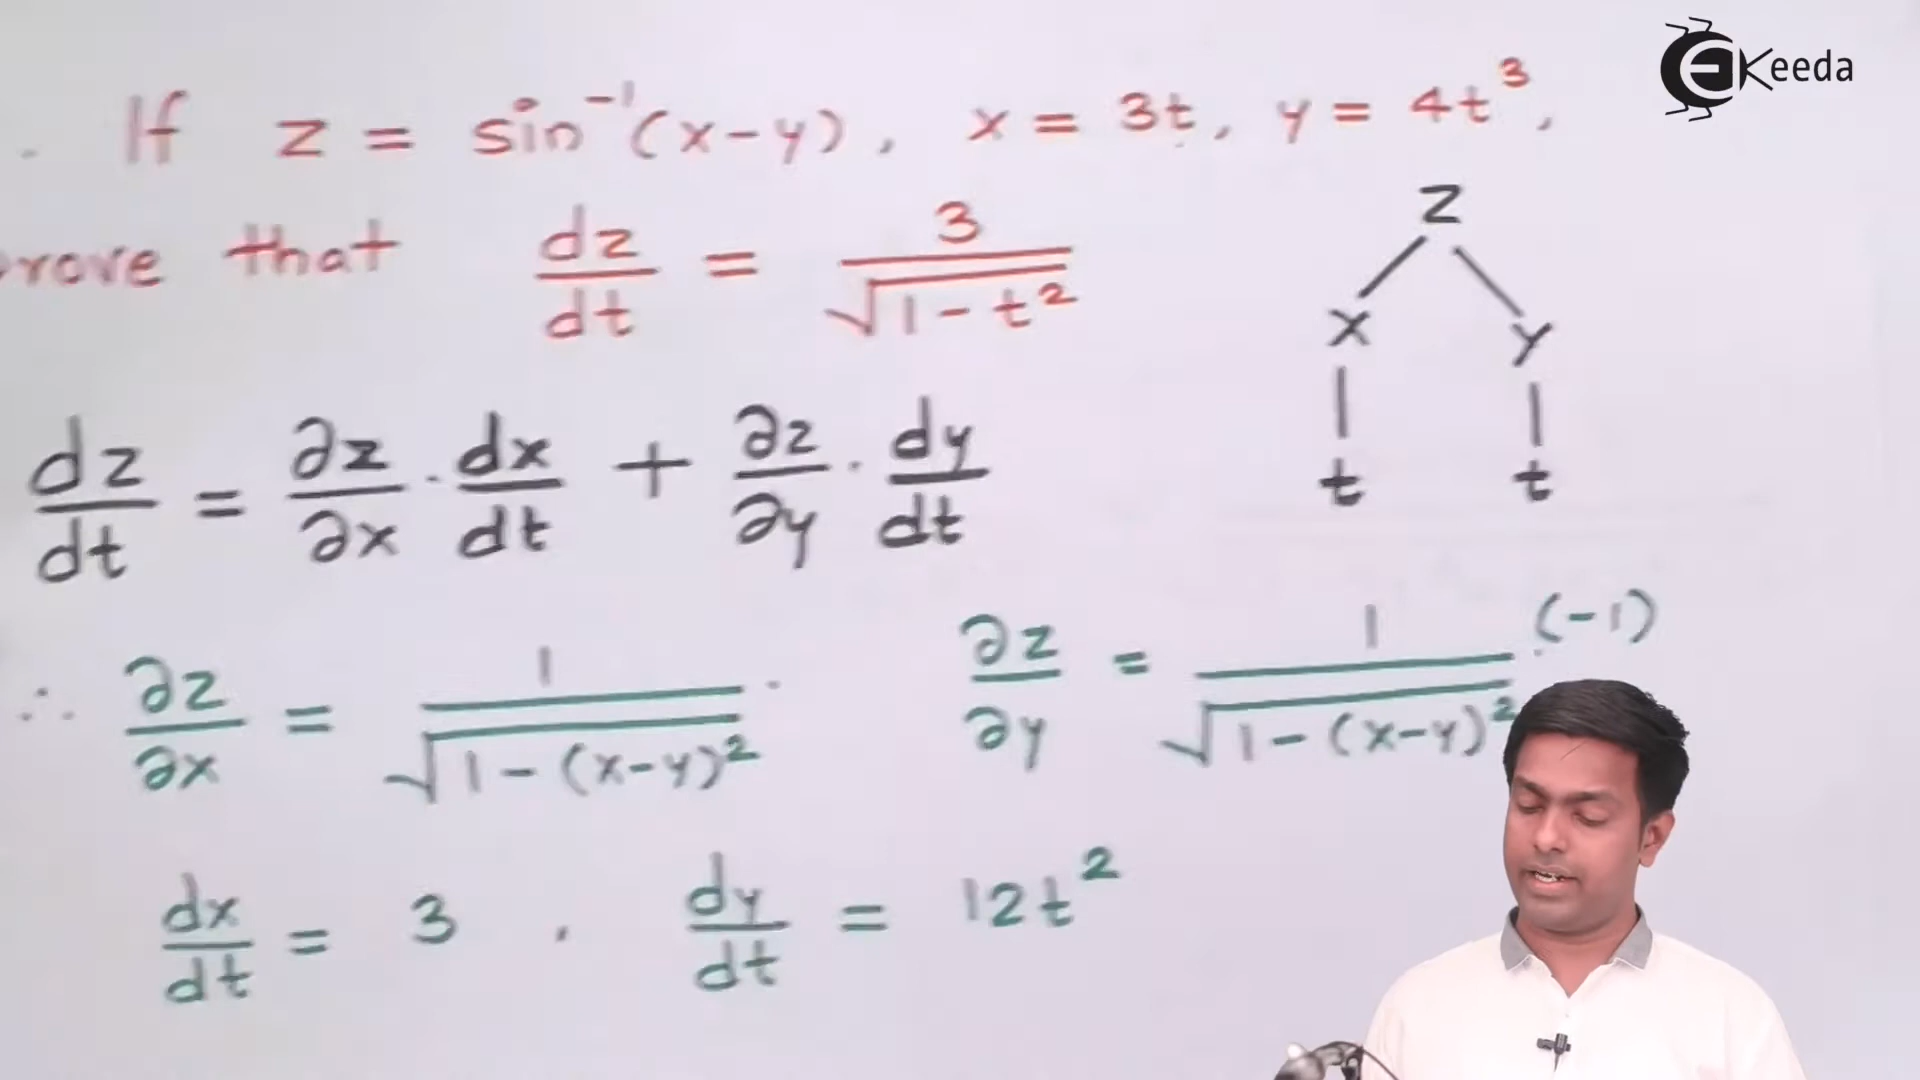 EKeeda
. If z = sin⁻¹(x-y), x = 3t, y = 4t³,
prove that dz/dt = 3/√(1-t²)
z
x y
t t
dz/dt = ∂z/∂x · dx/dt + ∂z/∂y · dy/dt
∴ ∂z/∂x = 1/√(1-(x-y)²) . ∂z/∂y = 1/√(1-(x-y)²) · (-1)
dx/dt = 3 . dy/dt = 12t²